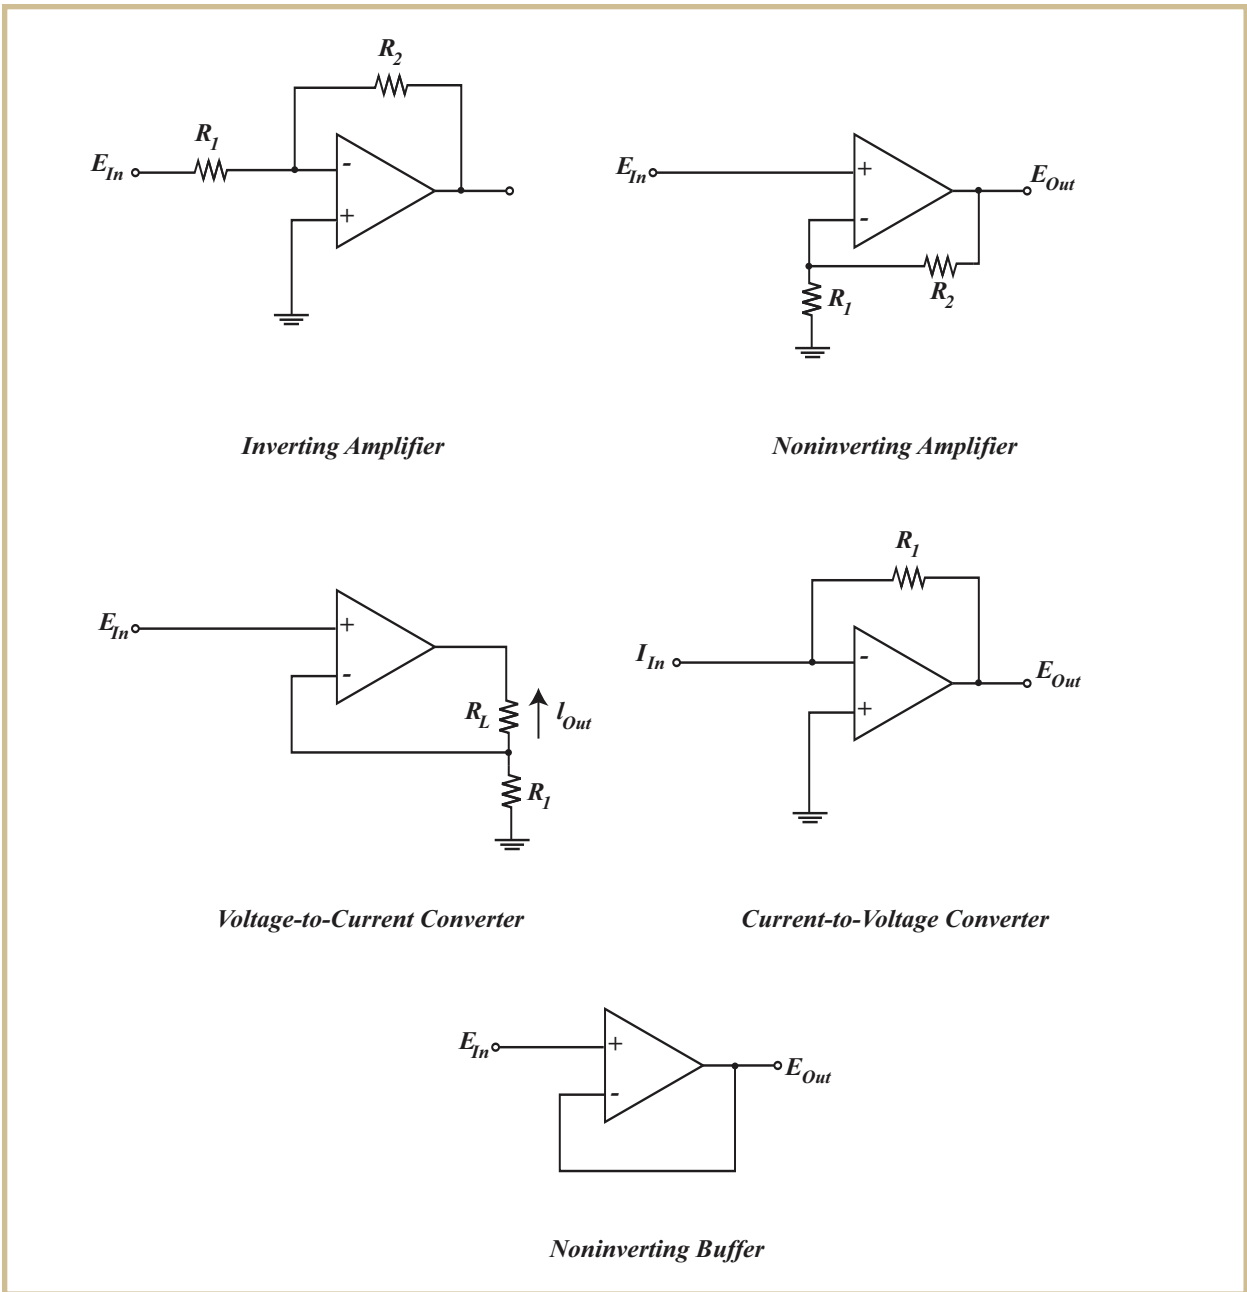 R2
R1
EIn
-
+
Inverting Amplifier
EIn
+
EOut
-
R1
R2
Noninverting Amplifier
EIn
+
-
RL
lOut
R1
Voltage-to-Current Converter
R1
IIn
-
EOut
+
Current-to-Voltage Converter
EIn
+
EOut
-
Noninverting Buffer